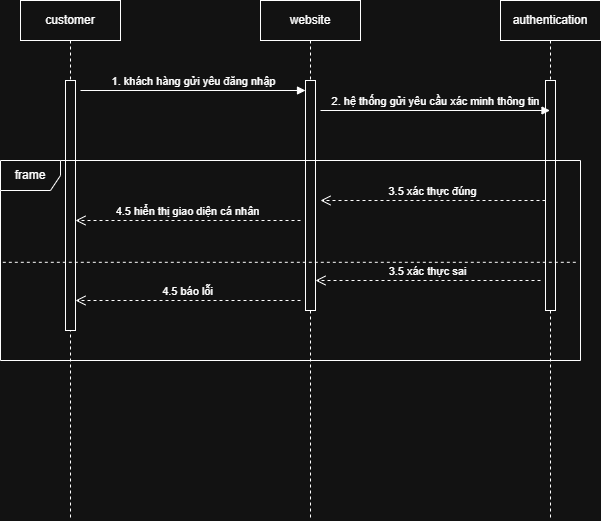 customer
website
authentication
1. khách hàng gửi yêu đăng nhập
2. hệ thống gửi yêu cầu xác minh thông tin
frame
3.5 xác thực đúng
4.5 hiển thị giao diện cá nhân
3.5 xác thực sai
4.5 báo lỗi